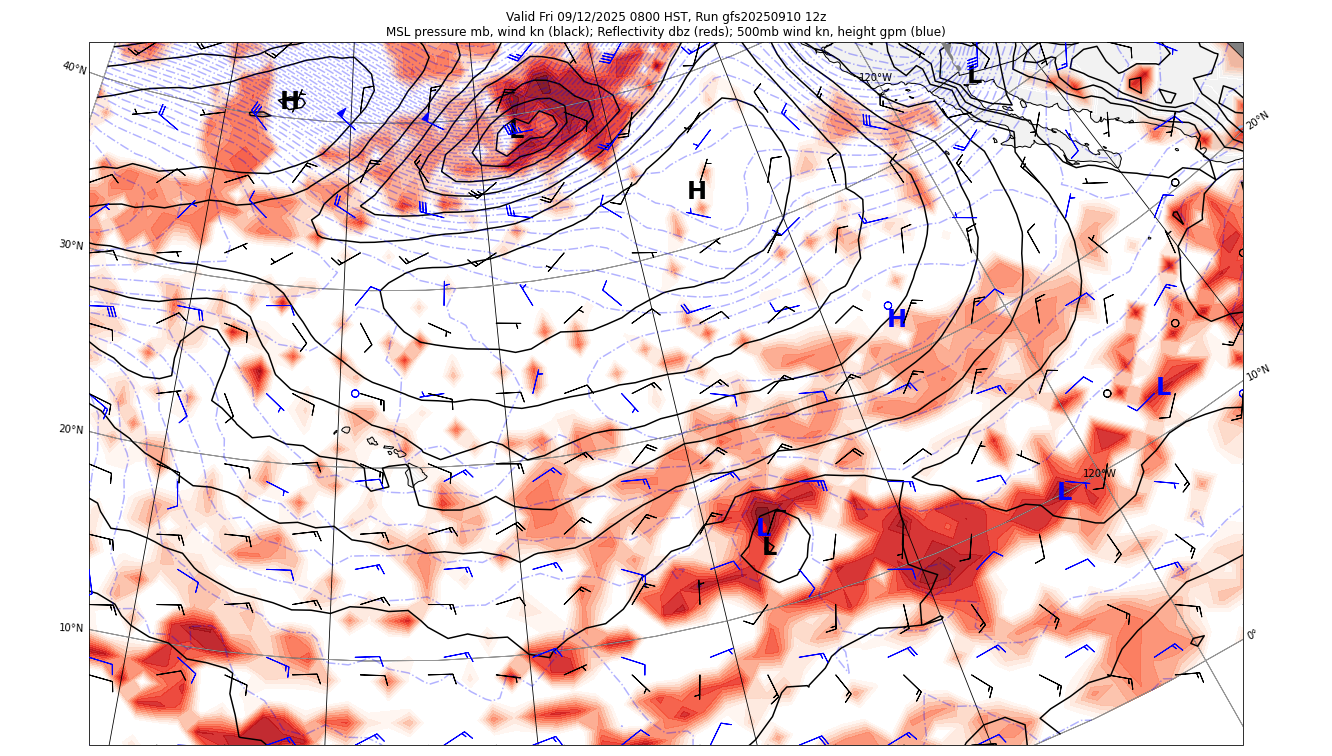 Valid Fri 09/12/2025 0800 HST, Run gfs20250910 12z
MSL pressure mb, wind kn (black); Reflectivity dbz (reds); 500mb wind kn, height gpm (blue)
40°N
120°W
L
20°N
H
L
H
30°N
H
10°N
L
20°N
120°W
L
L
L
10°N
0°